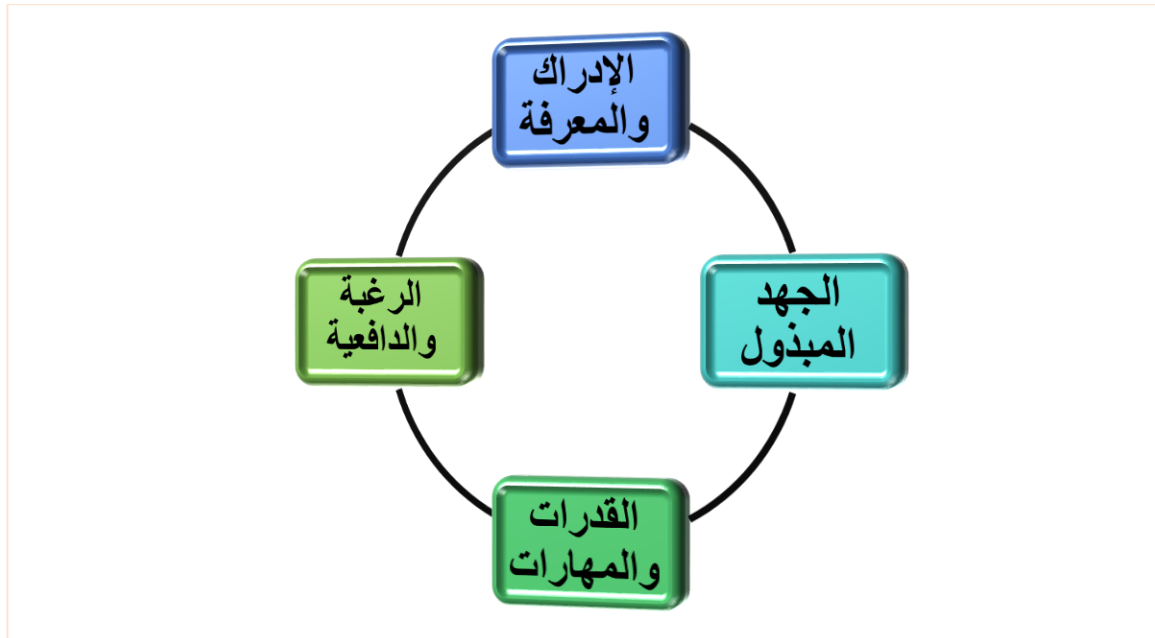 الإدراك
والمعرفة
الجهد
المبذول
القدرات
والمهارات
الرغبة
والدافعية